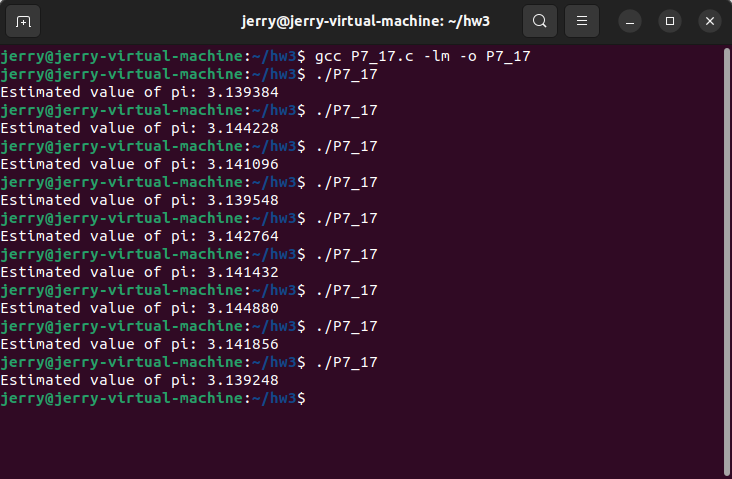 jerry@jerry-virtual-machine: ~/hw3
jerry@jerry-virtual-machine:~/hw3$ gcc P7_17.c -lm -o P7_17
jerry@jerry-virtual-machine:~/hw3$ ./P7_17
Estimated value of pi: 3.139384
jerry@jerry-virtual-machine:~/hw3$ ./P7_17
Estimated value of pi: 3.144228
jerry@jerry-virtual-machine:~/hw3$ ./P7_17
Estimated value of pi: 3.141096
jerry@jerry-virtual-machine:~/hw3$ ./P7_17
Estimated value of pi: 3.139548
jerry@jerry-virtual-machine:~/hw3$ ./P7_17
Estimated value of pi: 3.142764
jerry@jerry-virtual-machine:~/hw3$ ./P7_17
Estimated value of pi: 3.141432
jerry@jerry-virtual-machine:~/hw3$ ./P7_17
Estimated value of pi: 3.144880
jerry@jerry-virtual-machine:~/hw3$ ./P7_17
Estimated value of pi: 3.141856
jerry@jerry-virtual-machine:~/hw3$ ./P7_17
Estimated value of pi: 3.139248
jerry@jerry-virtual-machine:~/hw3$